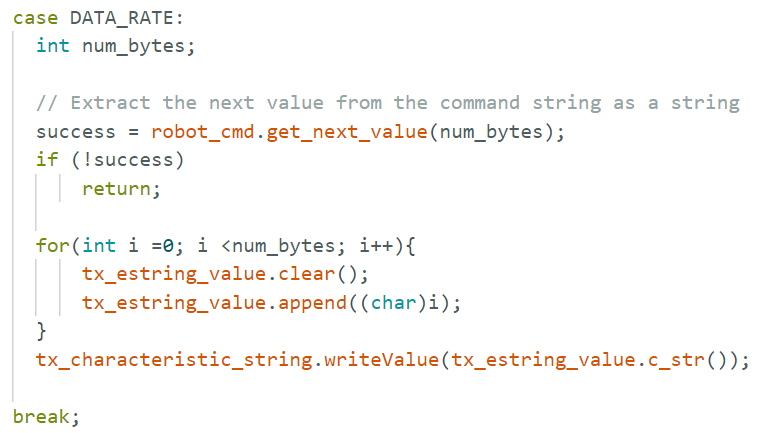 case DATA_RATE:
int num_bytes;
// Extract the next value from the command string as a string
success = robot_cmd.get_next_value(num_bytes);
if (!success)
return;
for(int i =0; i <num_bytes; i++){
tx_estring_value.clear();
tx_estring_value.append((char)i);
}
tx_characteristic_string.writeValue(tx_estring_value.c_str());
break;